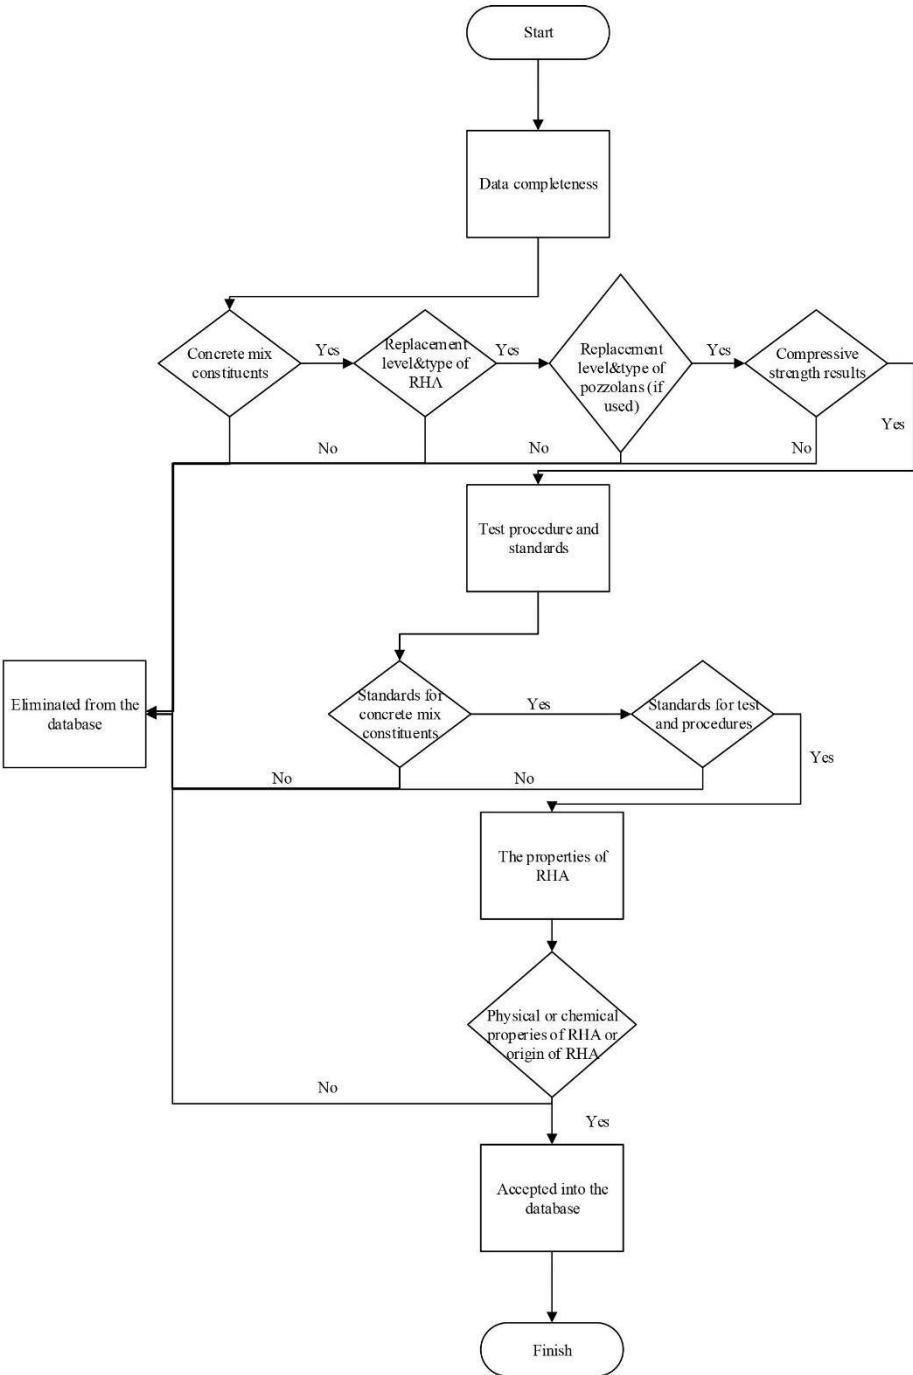 Start
Data completeness
Concrete mix
constituents
Yes
Replacement
level&type of
RHA
Yes
Replacement
level&type of
pozzolans (if
used)
Yes
Compressive
strength results
Yes
No
No
No
Test procedure and
standards
Eliminated from the
database
Standards for
concrete mix
constituents
Yes
Standards for test
and procedures
Yes
No
No
The properties of
RHA
Physical or chemical
properies of RHA or
origin of RHA
No
Yes
Accepted into the
database
Finish